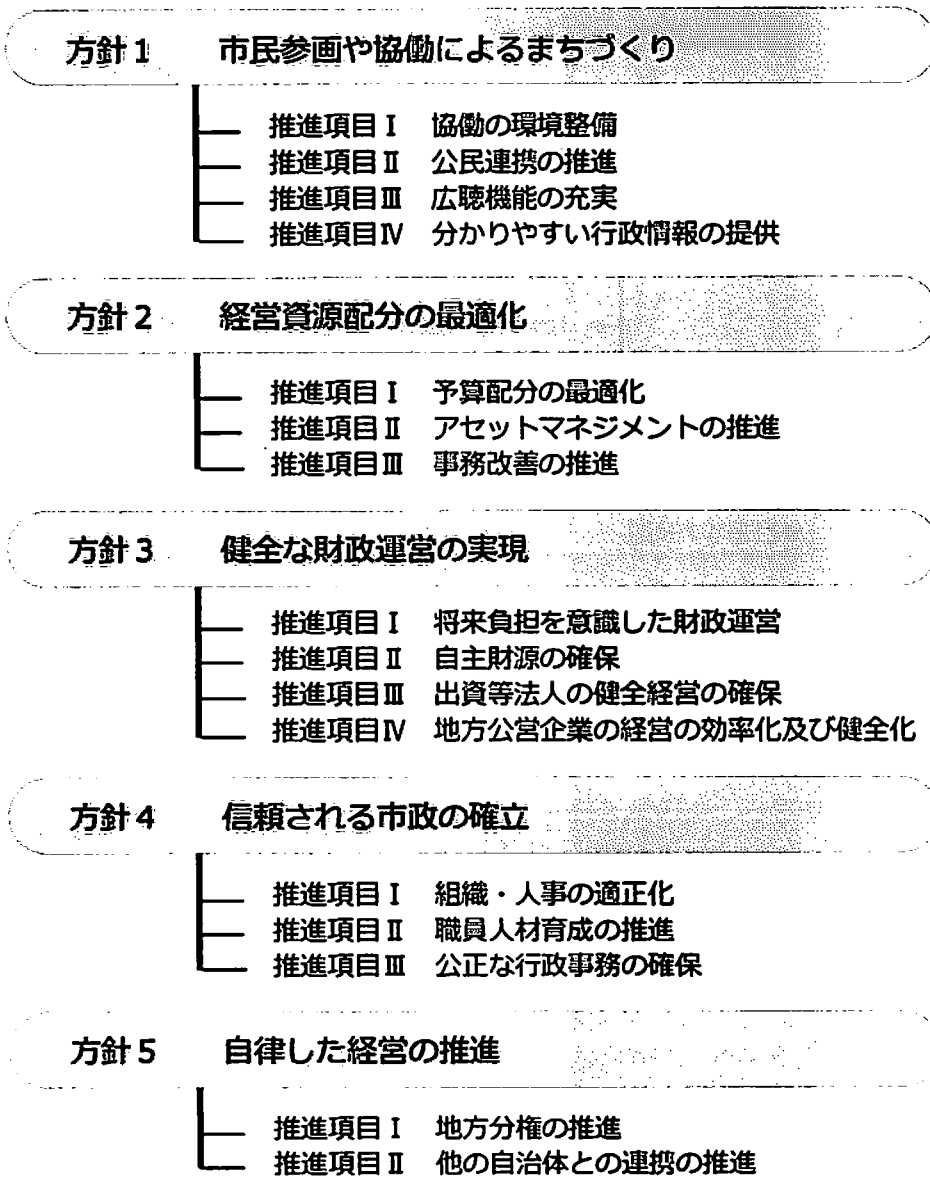 方針1 市民参画や協働によるまちづくり
推進項目Ⅰ 協働の環境整備
推進項目Ⅱ 公民連携の推進
推進項目Ⅲ 広聴機能の充実
推進項目Ⅳ 分かりやすい行政情報の提供
方針2 経営資源配分の最適化
推進項目Ⅰ 予算配分の最適化
推進項目Ⅱ アセットマネジメントの推進
推進項目Ⅲ 事務改善の推進
方針3 健全な財政運営の実現
推進項目Ⅰ 将来負担を意識した財政運営
推進項目Ⅱ 自主財源の確保
推進項目Ⅲ 出資等法人の健全経営の確保
推進項目Ⅳ 地方公営企業の経営の効率化及び健全化
方針4 信頼される市政の確立
推進項目Ⅰ 組織・人事の適正化
推進項目Ⅱ 職員人材育成の推進
推進項目Ⅲ 公正な行政事務の確保
方針5 自律した経営の推進
推進項目Ⅰ 地方分権の推進
推進項目Ⅱ 他の自治体との連携の推進